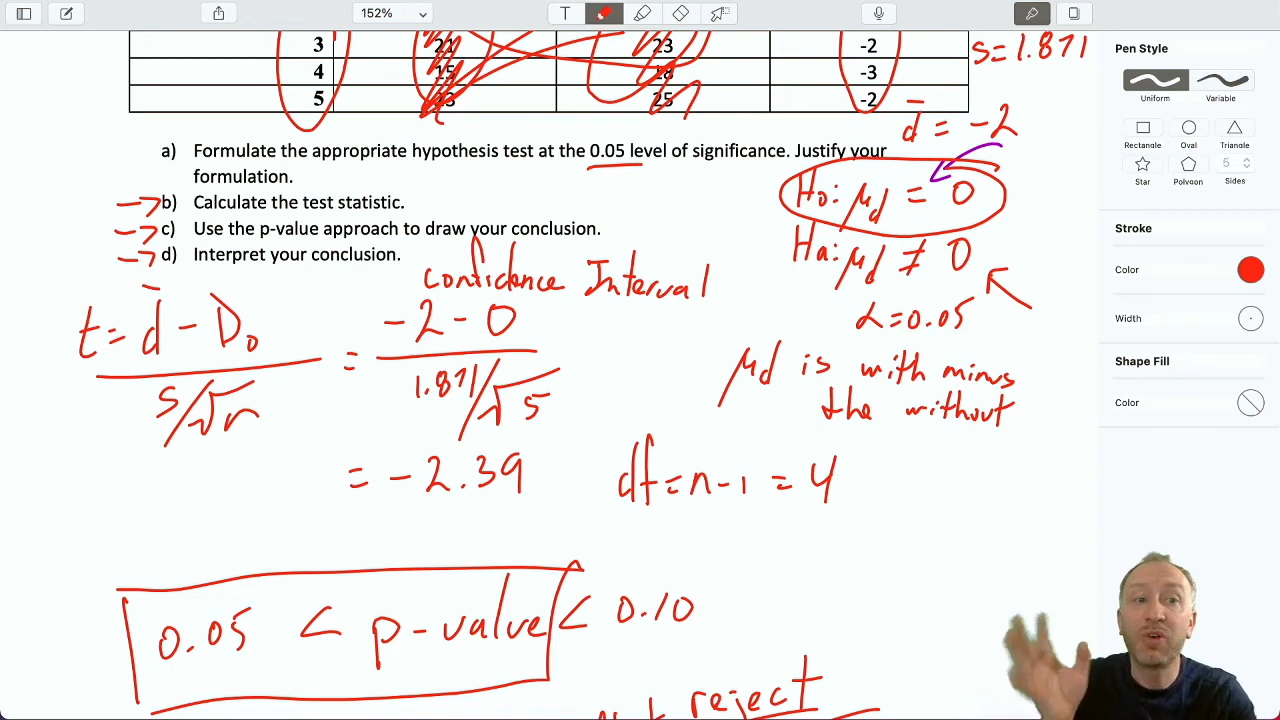 152%
T
3 21 23 -2
s=1.871
4 15 18 -3
5 25 -2
d̄ = -2
a) Formulate the appropriate hypothesis test at the 0.05 level of significance. Justify your
formulation.
b) Calculate the test statistic.
c) Use the p-value approach to draw your conclusion.
d) Interpret your conclusion.
H0: μd = 0
Ha: μd ≠ 0
α=0.05
μd is with minus
the without
Confidence Interval
t = d̄ - D0 / s/√n = -2 - 0 / 1.871/√5
= -2.39 df = n-1 = 4
0.05 < p-value < 0.10
reject
Pen Style
Uniform Variable
Rectangle Oval Triangle
5
Star Polygon Sides
Stroke
Color
Width
Shape Fill
Color